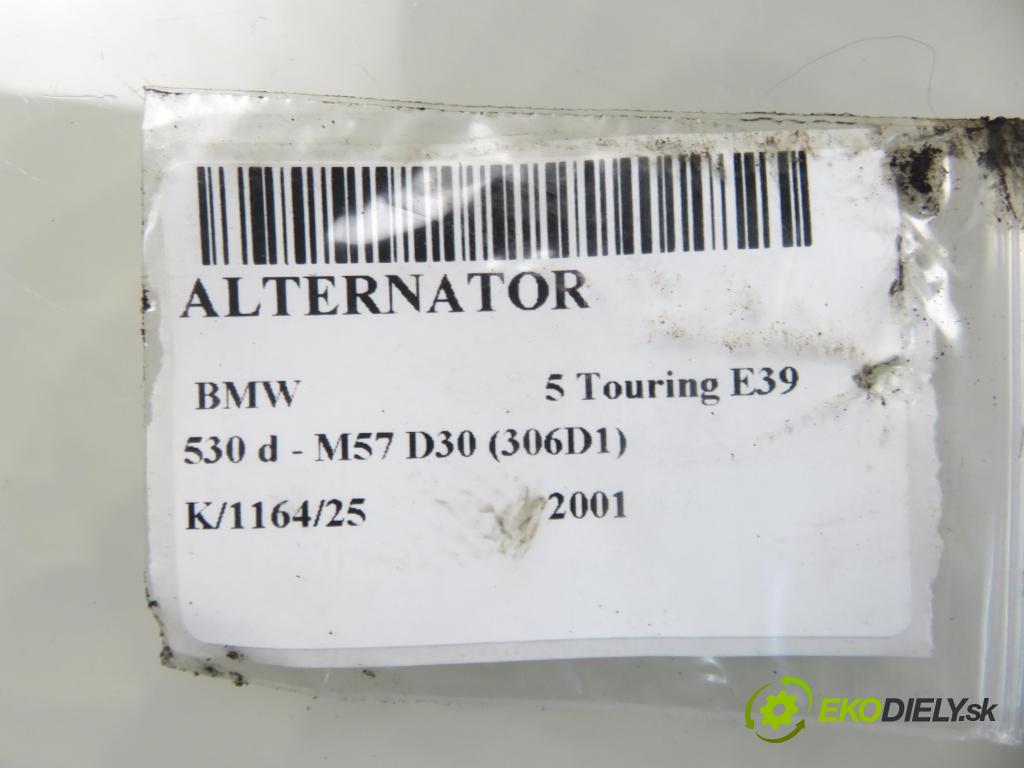 ALTERNATOR
BMW 5 Touring E39
530 d - M57 D30 (306D1)
K/1164/25 2001
EKODIELY.sk